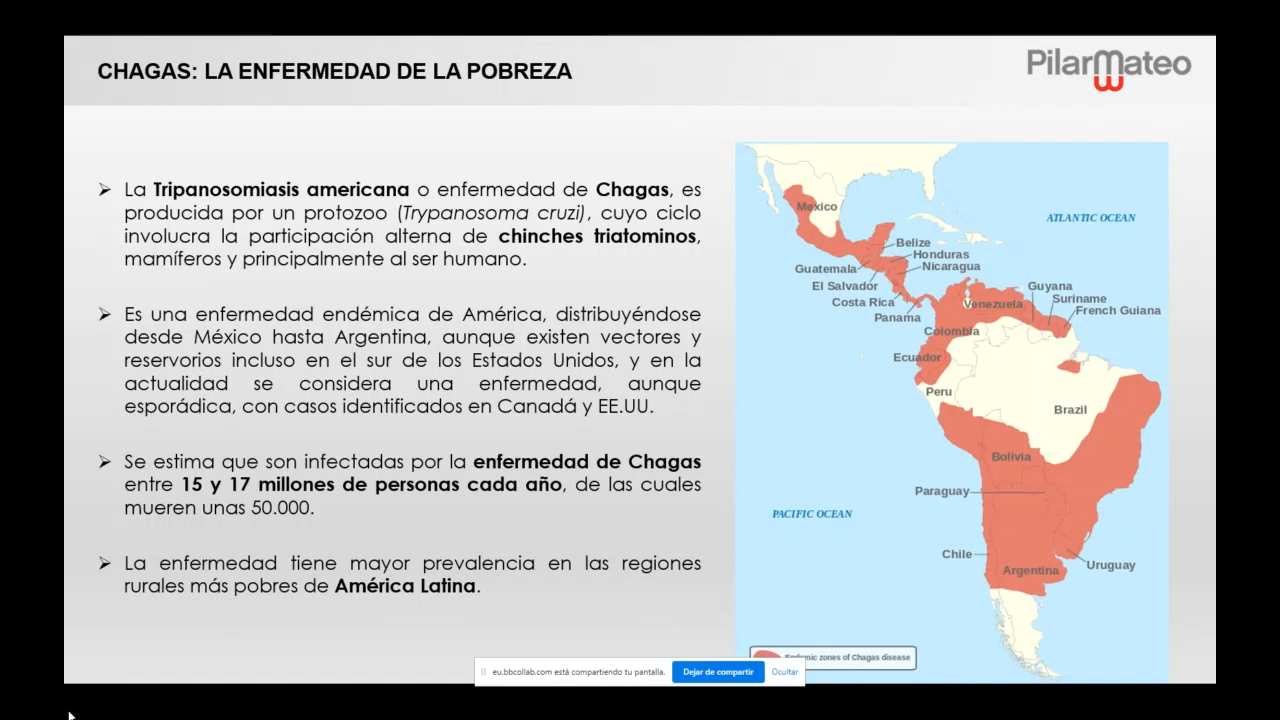 CHAGAS: LA ENFERMEDAD DE LA POBREZA
PilarMateo
➢ La Tripanosomiasis americana o enfermedad de Chagas, es
producida por un protozoo (Trypanosoma cruzi), cuyo ciclo
involucra la participación alterna de chinches triatominos,
mamíferos y principalmente al ser humano.
➢ Es una enfermedad endémica de América, distribuyéndose
desde México hasta Argentina, aunque existen vectores y
reservorios incluso en el sur de los Estados Unidos, y en la
actualidad se considera una enfermedad, aunque
esporádica, con casos identificados en Canadá y EE.UU.
➢ Se estima que son infectadas por la enfermedad de Chagas
entre 15 y 17 millones de personas cada año, de las cuales
mueren unas 50.000.
➢ La enfermedad tiene mayor prevalencia en las regiones
rurales más pobres de América Latina.
Mexico
ATLANTIC OCEAN
Belize
Honduras
Guatemala
Nicaragua
El Salvador
Guyana
Costa Rica
Venezuela
Suriname
Panama
French Guiana
Colombia
Ecuador
Peru
Brazil
Bolivia
Paraguay
PACIFIC OCEAN
Chile
Uruguay
Argentina
Endemic zones of Chagas disease
eu.bbcollab.com está compartiendo tu pantalla.
Dejar de compartir
Ocultar